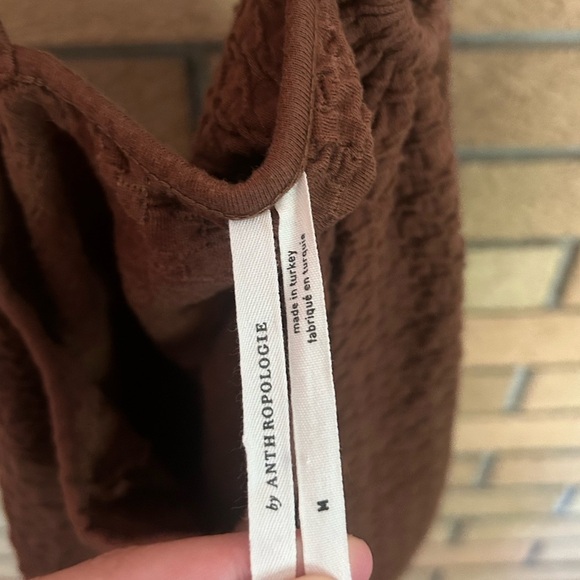 by ANTHROPOLOGIE
made in turkey
fabriqué en turquie
M